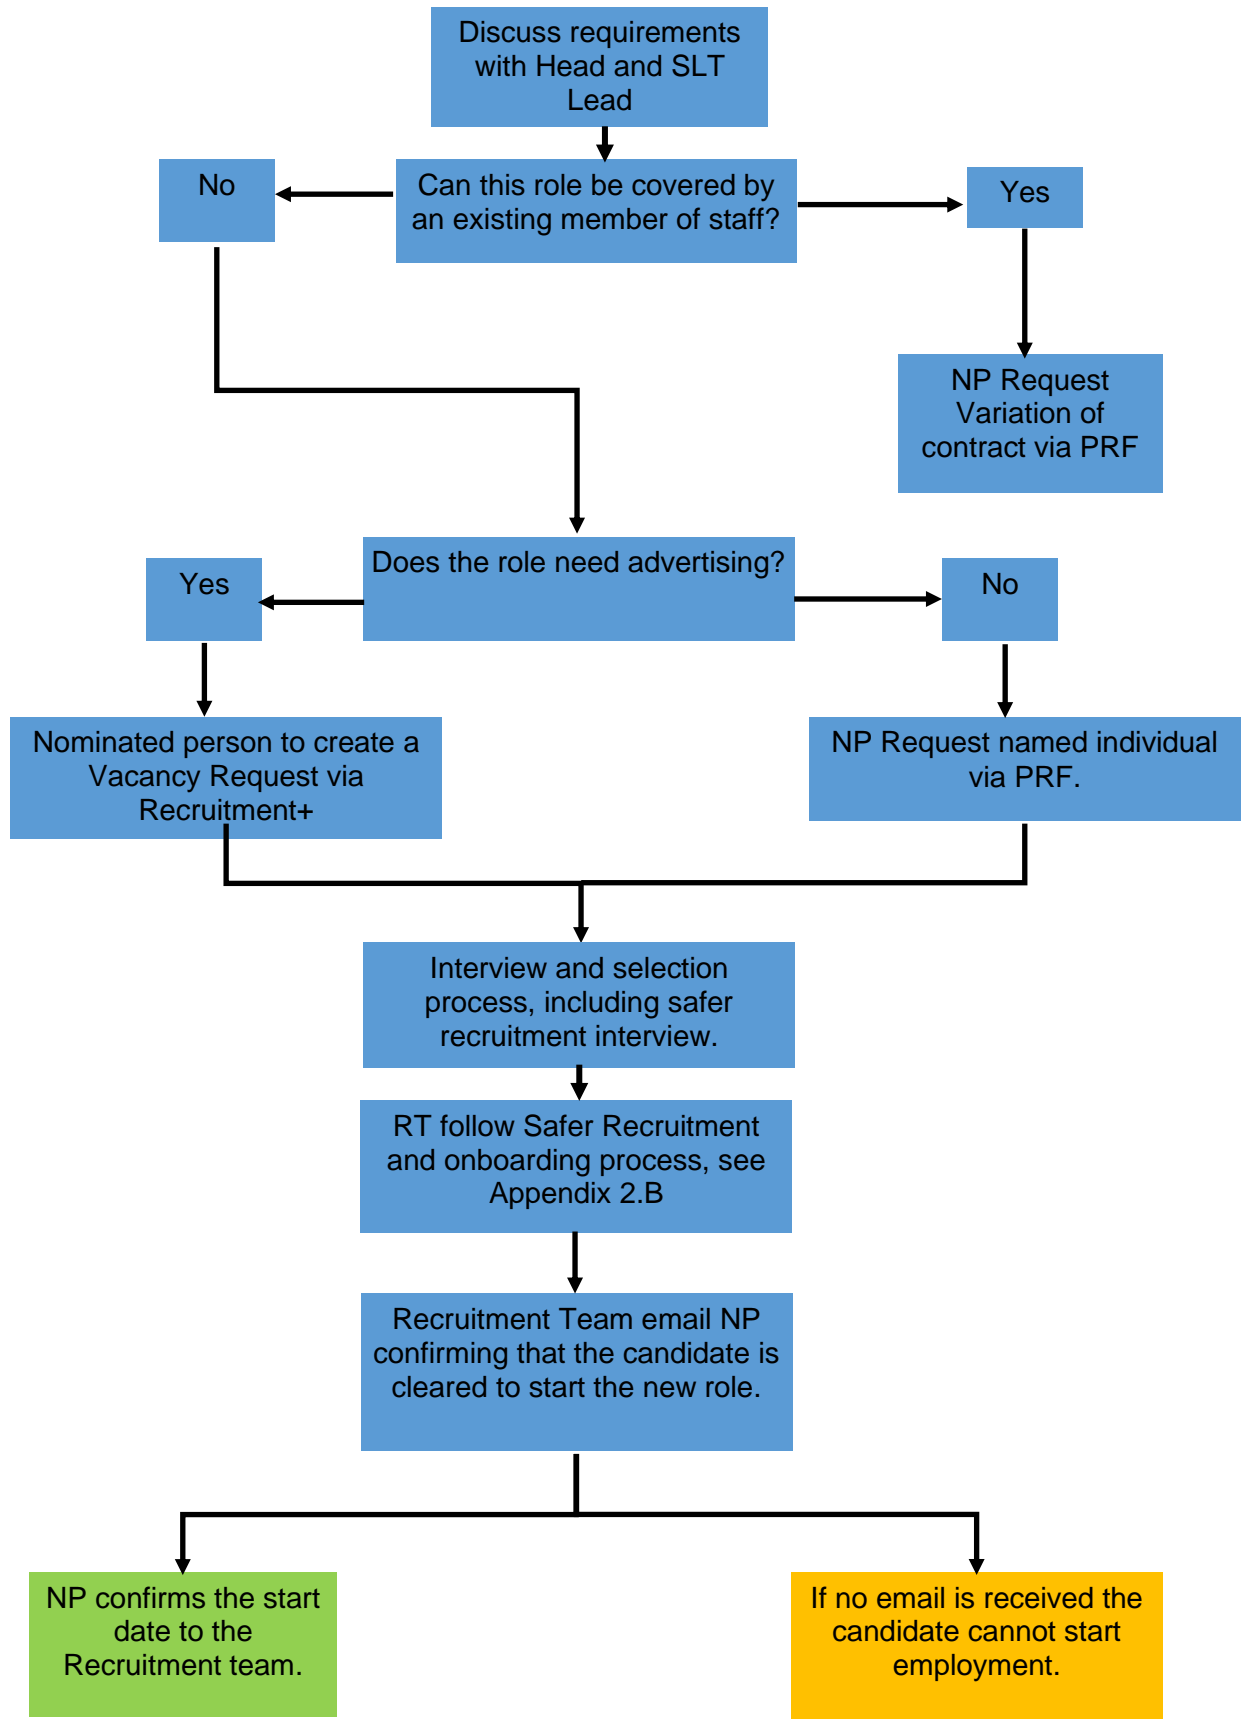 Discuss requirements
with Head and SLT
Lead
No
Can this role be covered by
an existing member of staff?
Yes
NP Request
Variation of
contract via PRF
Does the role need advertising?
Yes
No
Nominated person to create a
Vacancy Request via
Recruitment+
NP Request named individual
via PRF.
Interview and selection
process, including safer
recruitment interview.
RT follow Safer Recruitment
and onboarding process, see
Appendix 2.B
Recruitment Team email NP
confirming that the candidate is
cleared to start the new role.
NP confirms the start
date to the
Recruitment team.
If no email is received the
candidate cannot start
employment.